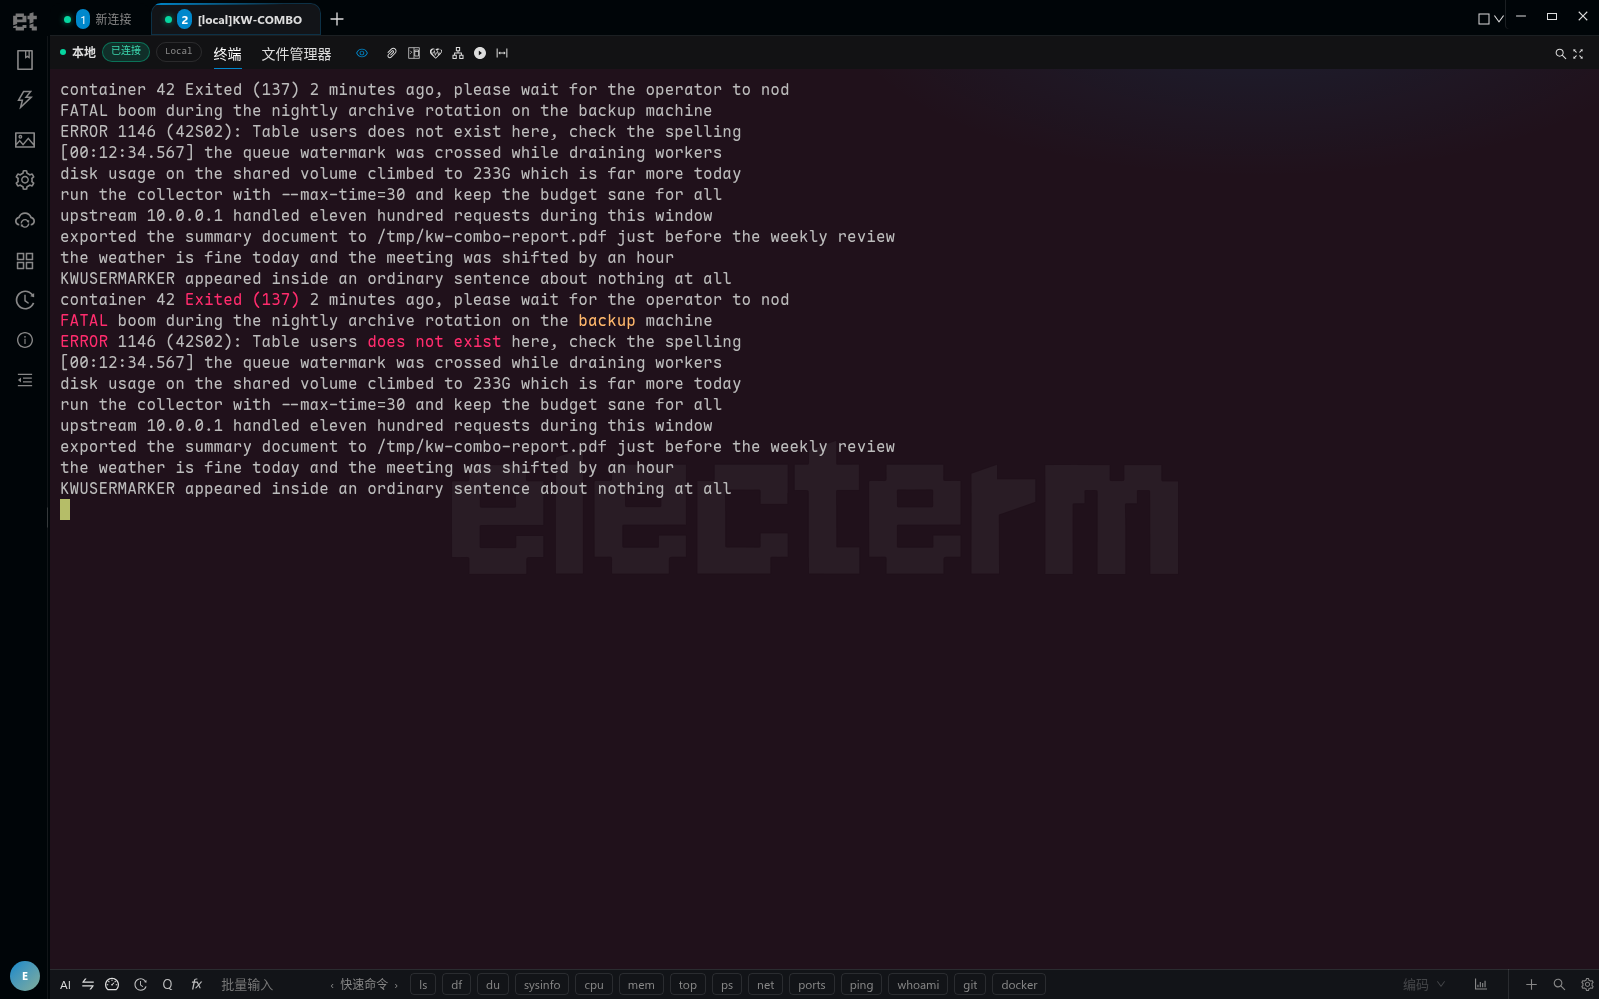 et
1 新连接
2 [local]KW-COMBO
本地 已连接 Local 终端 文件管理器
container 42 Exited (137) 2 minutes ago, please wait for the operator to nod
FATAL boom during the nightly archive rotation on the backup machine
ERROR 1146 (42S02): Table users does not exist here, check the spelling
[00:12:34.567] the queue watermark was crossed while draining workers
disk usage on the shared volume climbed to 233G which is far more today
run the collector with --max-time=30 and keep the budget sane for all
upstream 10.0.0.1 handled eleven hundred requests during this window
exported the summary document to /tmp/kw-combo-report.pdf just before the weekly review
the weather is fine today and the meeting was shifted by an hour
KWUSERMARKER appeared inside an ordinary sentence about nothing at all
container 42 Exited (137) 2 minutes ago, please wait for the operator to nod
FATAL boom during the nightly archive rotation on the backup machine
ERROR 1146 (42S02): Table users does not exist here, check the spelling
[00:12:34.567] the queue watermark was crossed while draining workers
disk usage on the shared volume climbed to 233G which is far more today
run the collector with --max-time=30 and keep the budget sane for all
upstream 10.0.0.1 handled eleven hundred requests during this window
exported the summary document to /tmp/kw-combo-report.pdf just before the weekly review
the weather is fine today and the meeting was shifted by an hour
KWUSERMARKER appeared inside an ordinary sentence about nothing at all
electerm
E
AI Q fx 批量输入 ‹ 快速命令 › ls df du sysinfo cpu mem top ps net ports ping whoami git docker 编码